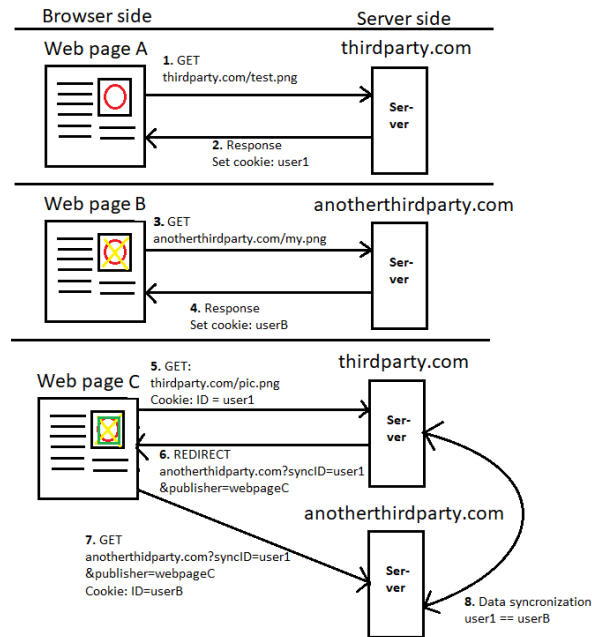 Browser side
Server side
Web page A
thirdparty.com
1. GET
thirdparty.com/test.png
Ser-
ver
2. Response
Set cookie: user1
Web page B
anotherthirdparty.com
3. GET
anotherthirdparty.com/my.png
Ser-
ver
4. Response
Set cookie: userB
thirdparty.com
5. GET:
thirdparty.com/pic.png
Cookie: ID = user1
Web page C
Ser-
ver
6. REDIRECT
anotherthidparty.com?syncID=user1
&publisher=webpageC
anotherthirdparty.com
7. GET
anotherthidparty.com?syncID=user1
&publisher=webpageC
Cookie: ID=userB
Ser-
ver
8. Data syncronization
user1 == userB